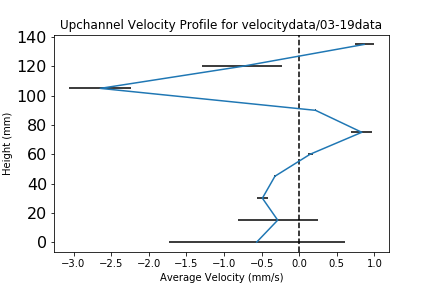 Upchannel Velocity Profile for velocitydata/03-19data
Height (mm)
140
120
100
80
60
40
20
0
−3.0 −2.5 −2.0 −1.5 −1.0 −0.5 0.0 0.5 1.0
Average Velocity (mm/s)